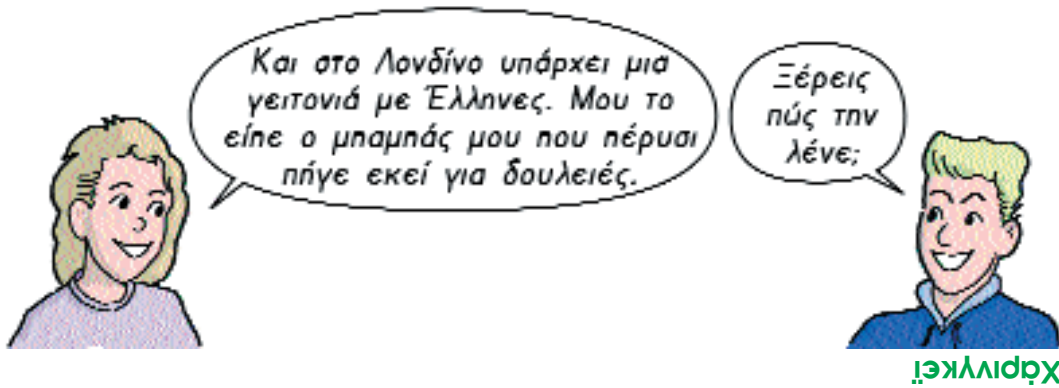 Και στο Λονδίνο υπάρχει μια
γειτονιά με Έλληνες. Μου το
είπε ο μπαμπάς μου που πέρυσι
πήγε εκεί για δουλειές.
Ξέρεις
πώς την
λένε;
Χάρινγκεϊ